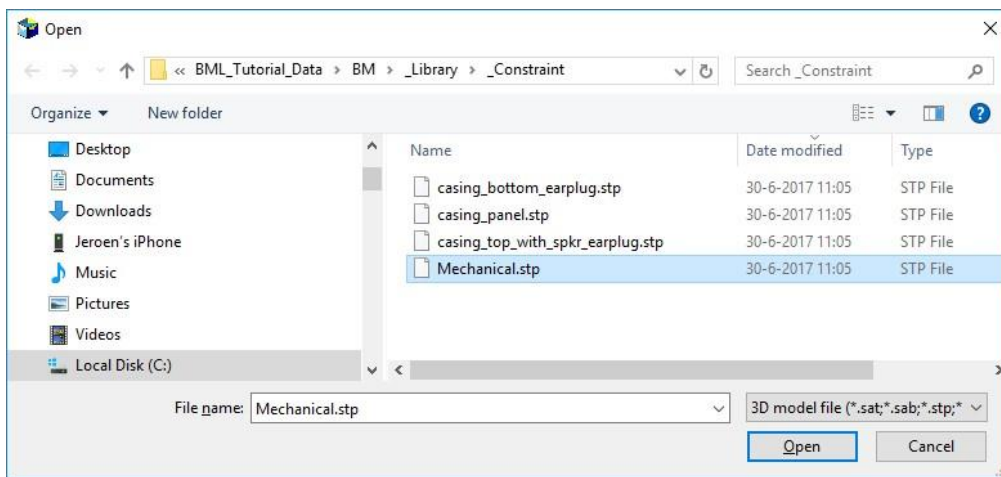 Open
« BML_Tutorial_Data > BM > _Library > _Constraint
Search _Constraint
Organize New folder
Desktop
Documents
Downloads
Jeroen's iPhone
Music
Pictures
Videos
Local Disk (C:)
Name Date modified Type
casing_bottom_earplug.stp 30-6-2017 11:05 STP File
casing_panel.stp 30-6-2017 11:05 STP File
casing_top_with_spkr_earplug.stp 30-6-2017 11:05 STP File
Mechanical.stp 30-6-2017 11:05 STP File
File name: Mechanical.stp
3D model file (*.sat;*.sab;*.stp;*
Open Cancel